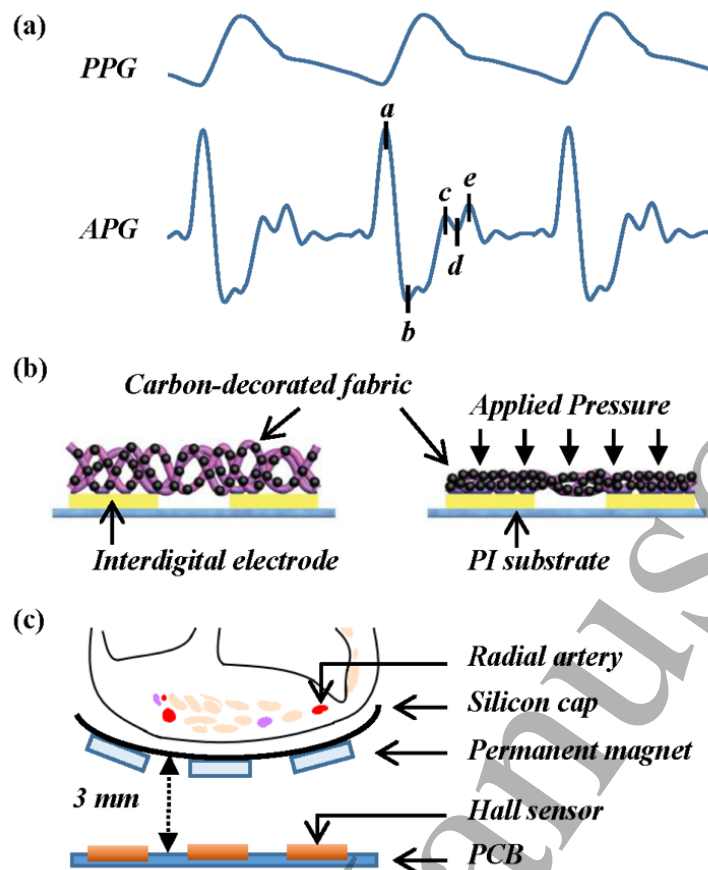 (a)
PPG
a
APG
c
e
d
b
(b)
Carbon-decorated fabric
Applied Pressure
Interdigital electrode
PI substrate
(c)
Radial artery
Silicon cap
Permanent magnet
3 mm
Hall sensor
PCB
anus